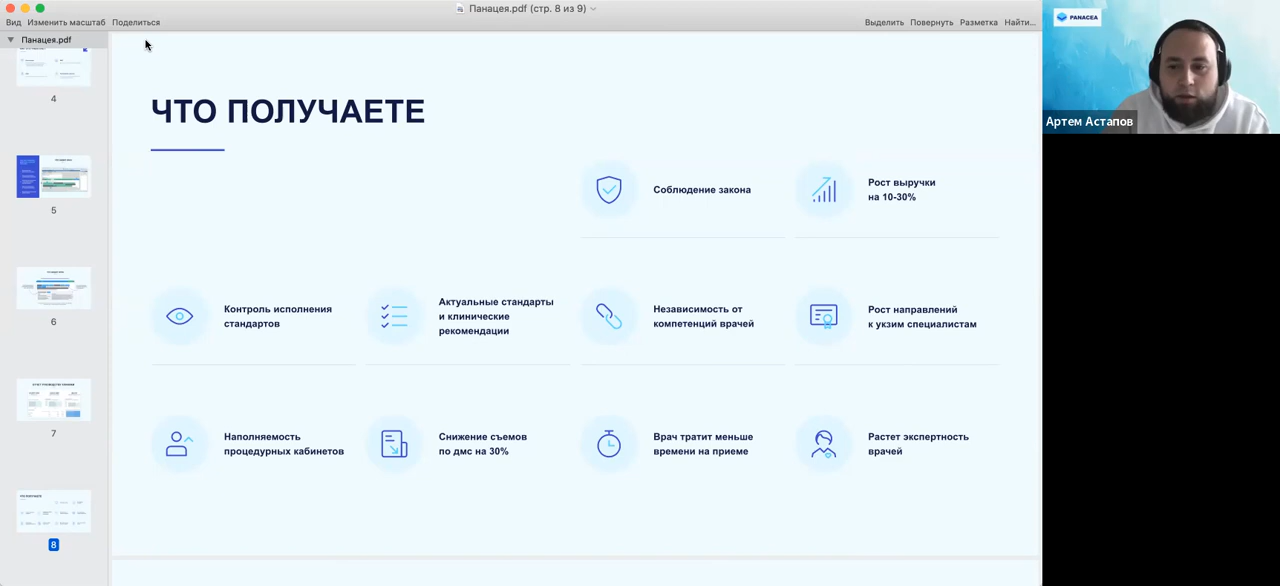 Панацея.pdf (стр. 8 из 9)
Вид Изменить масштаб Поделиться
Выделить Повернуть Разметка Найти...
Панацея.pdf
4
5
6
7
8
ЧТО ПОЛУЧАЕТЕ
Соблюдение закона
Рост выручки
на 10-30%
Контроль исполнения
стандартов
Актуальные стандарты
и клинические
рекомендации
Независимость от
компетенций врачей
Рост направлений
к укзим специалистам
Наполняемость
процедурных кабинетов
Снижение съемов
по дмс на 30%
Врач тратит меньше
времени на приеме
Растет экспертность
врачей
PANACEA
Артем Астапов